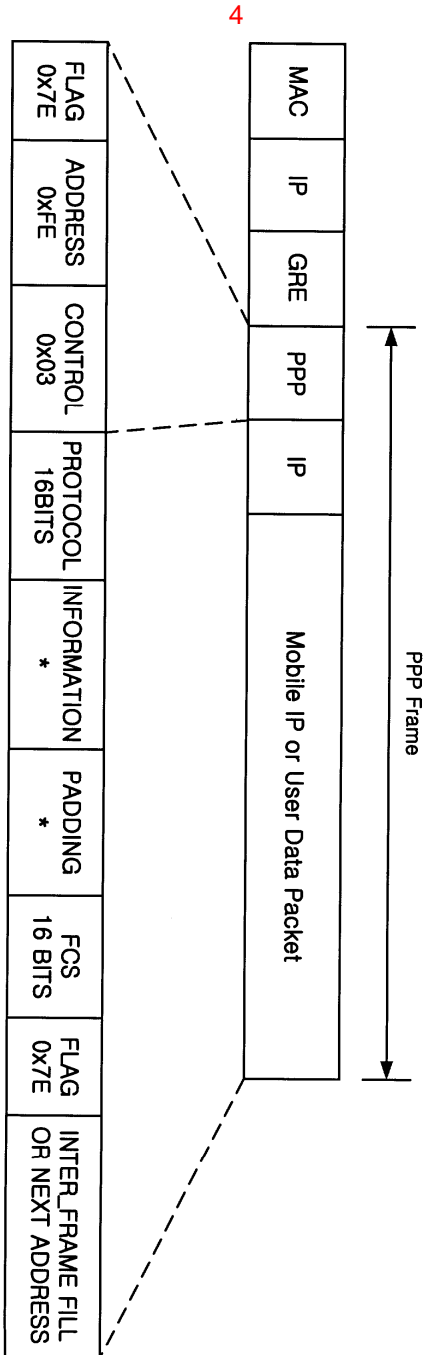 4
PPP Frame
MAC
IP
GRE
PPP
IP
Mobile IP or User Data Packet
FLAG
0x7E
ADDRESS
0xFE
CONTROL
0x03
PROTOCOL
16BITS
INFORMATION
*
PADDING
*
FCS
16 BITS
FLAG
0x7E
INTER_FRAME FILL
OR NEXT ADDRESS